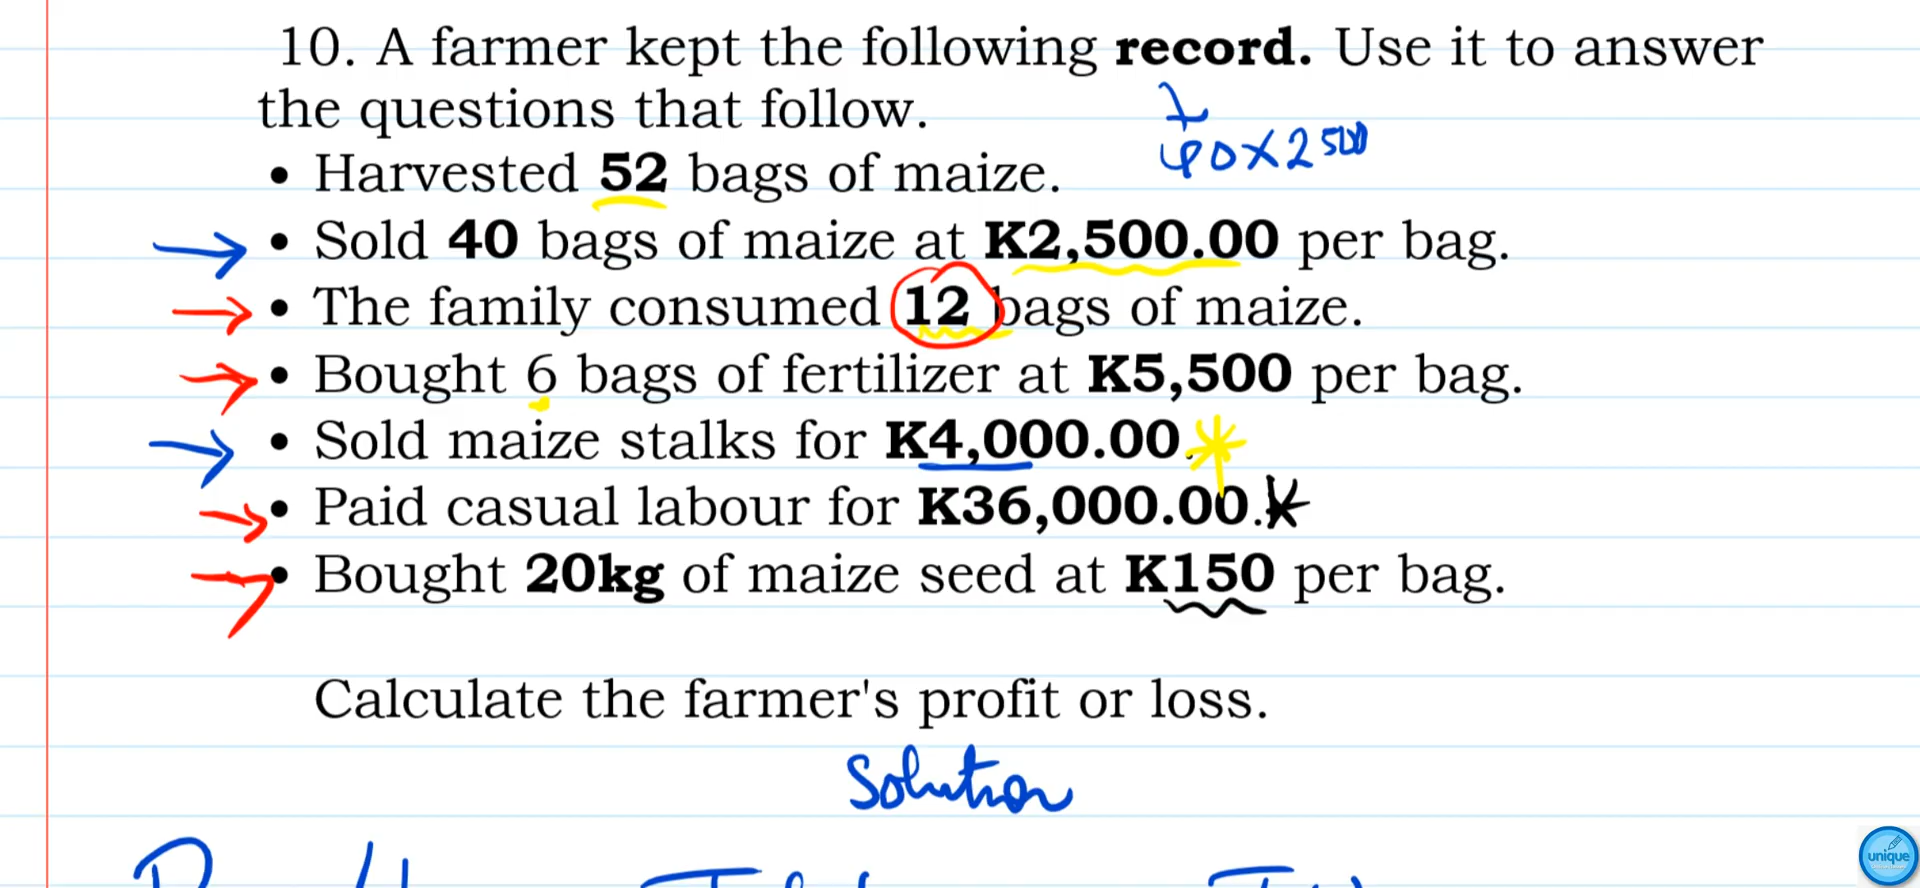 10. A farmer kept the following record. Use it to answer
the questions that follow.
40 X 2500
• Harvested 52 bags of maize.
• Sold 40 bags of maize at K2,500.00 per bag.
• The family consumed 12 bags of maize.
• Bought 6 bags of fertilizer at K5,500 per bag.
• Sold maize stalks for K4,000.00.
• Paid casual labour for K36,000.00.
• Bought 20kg of maize seed at K150 per bag.
Calculate the farmer's profit or loss.
Solution
unique